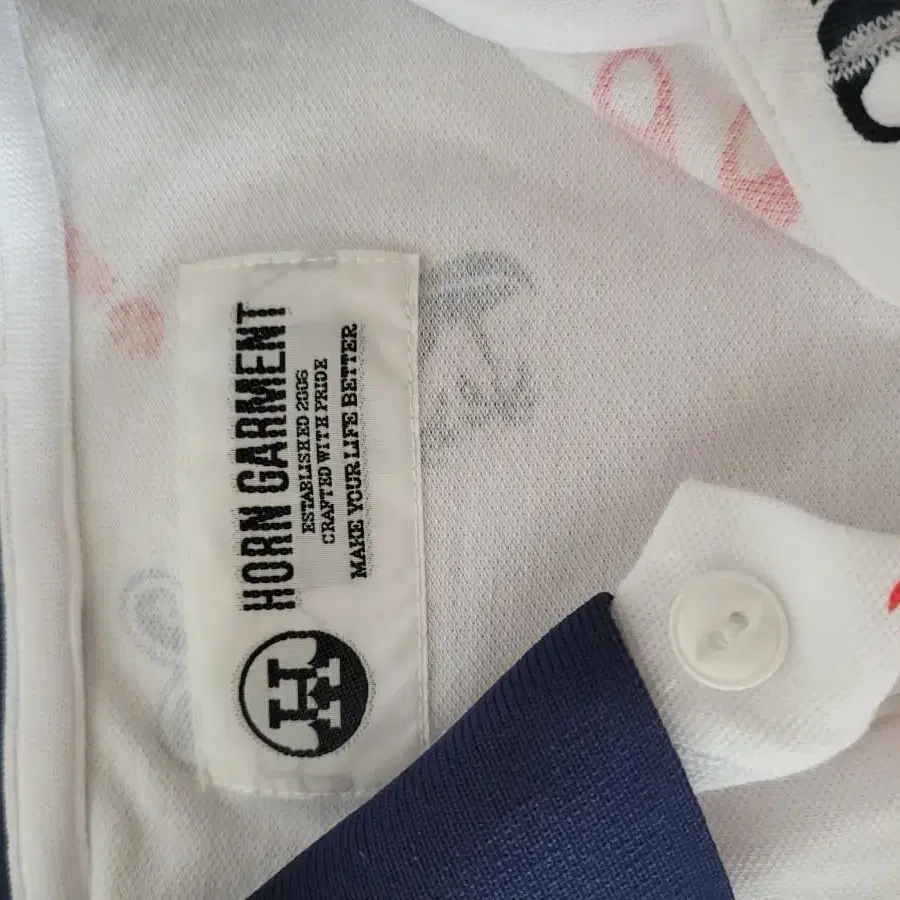 HORN GARMENT
ESTABLISHED 2006
CRAFTED WITH PRIDE
MAKE YOUR LIFE BETTER
H